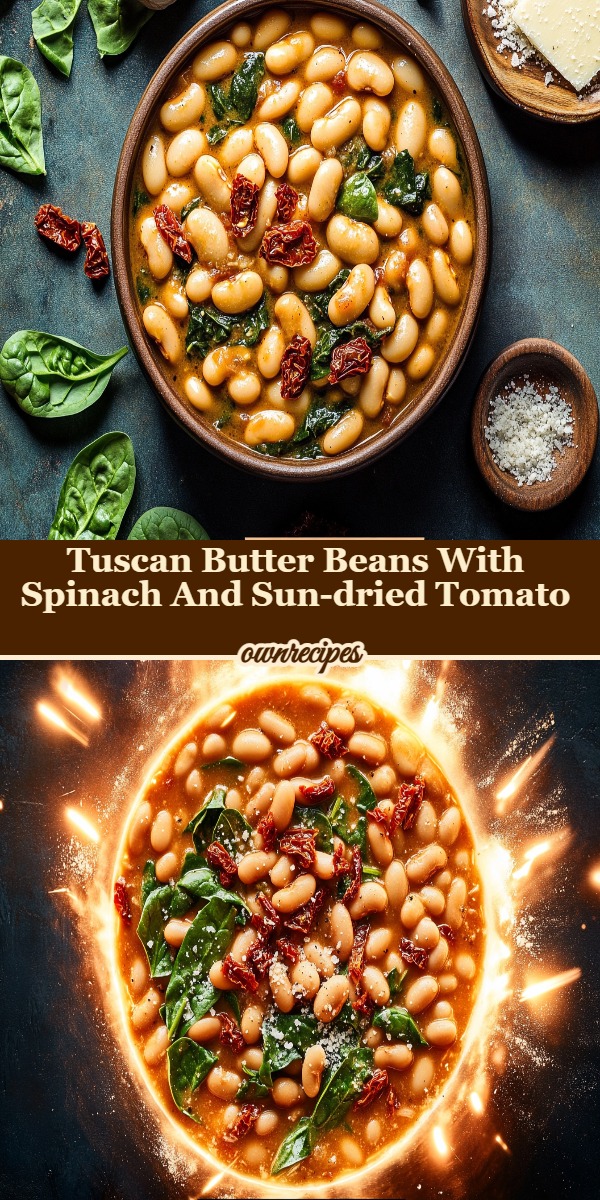 Tuscan Butter Beans With
Spinach And Sun-dried Tomato
ownrecipes